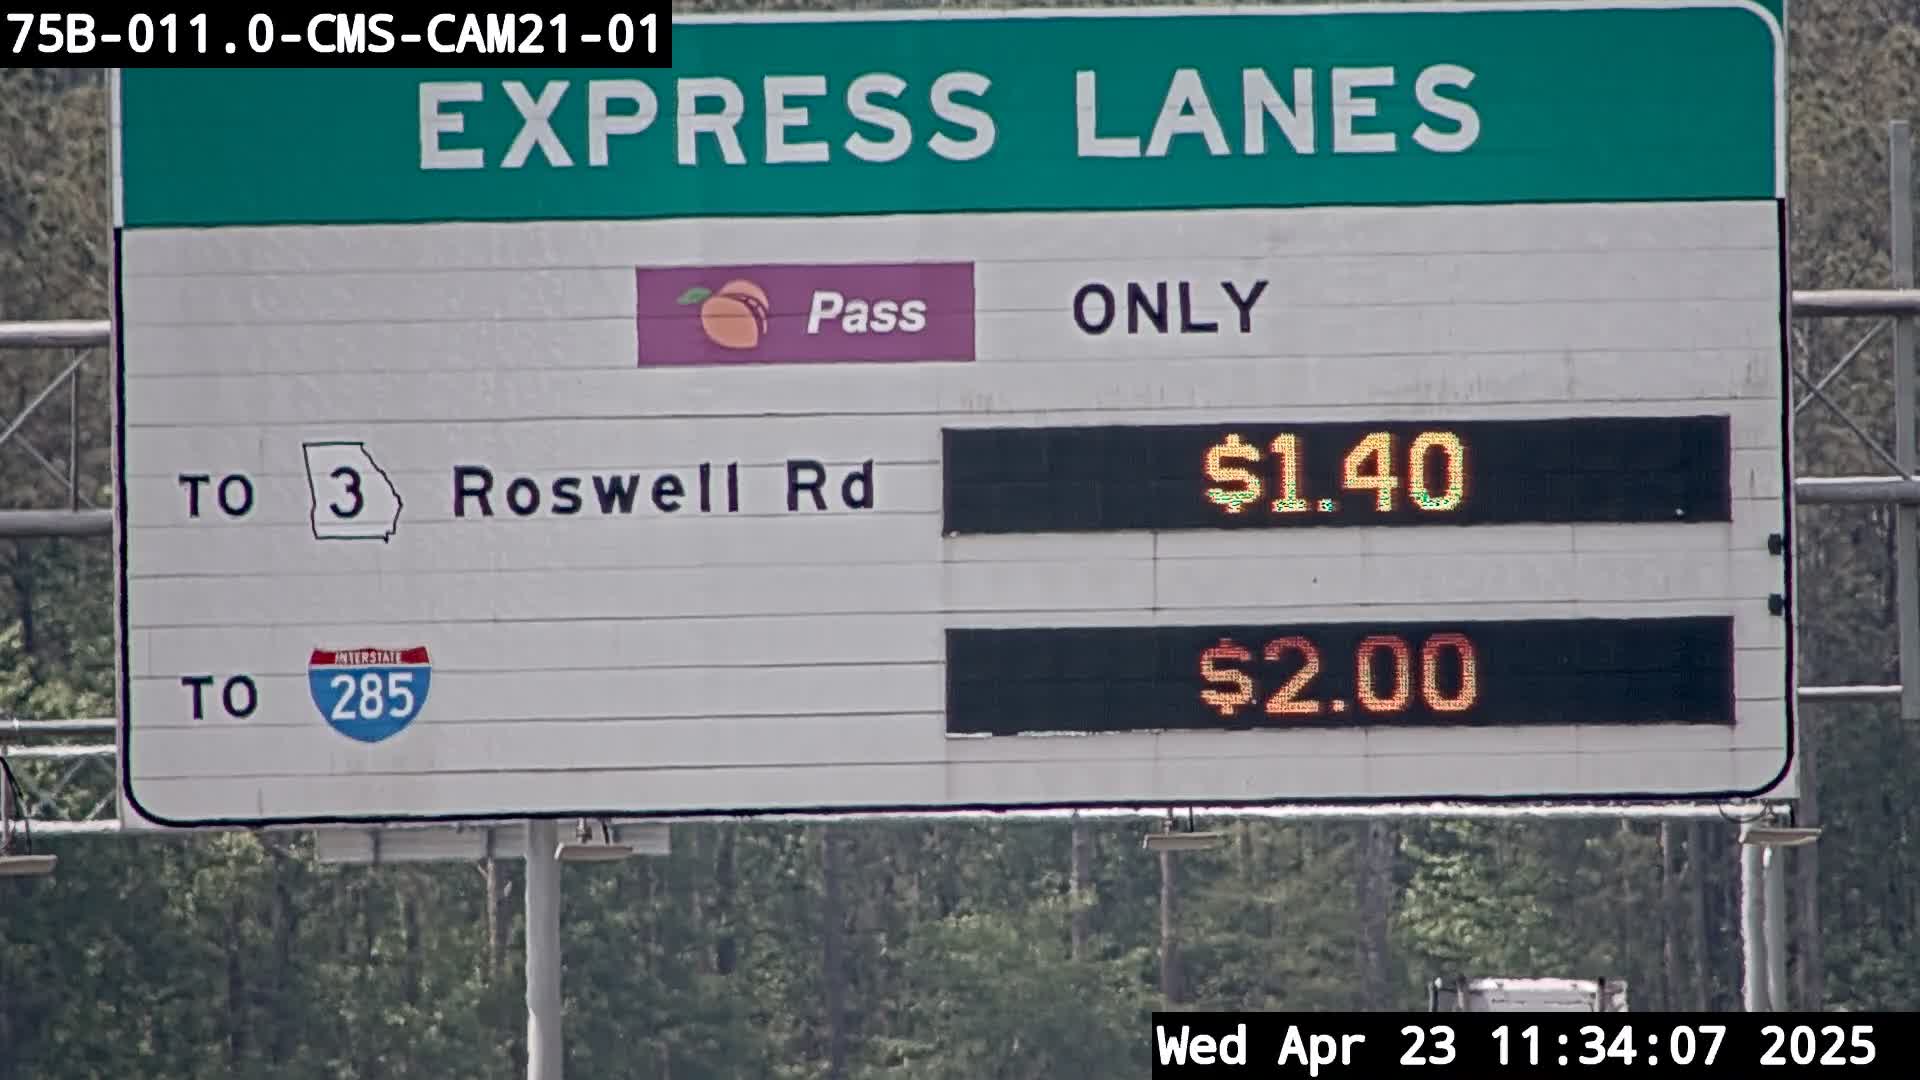 75B-011.0-CMS-CAM21-01
EXPRESS LANES
Pass ONLY
TO 3 Roswell Rd $1.40
TO INTERSTATE 285 $2.00
Wed Apr 23 11:34:07 2025